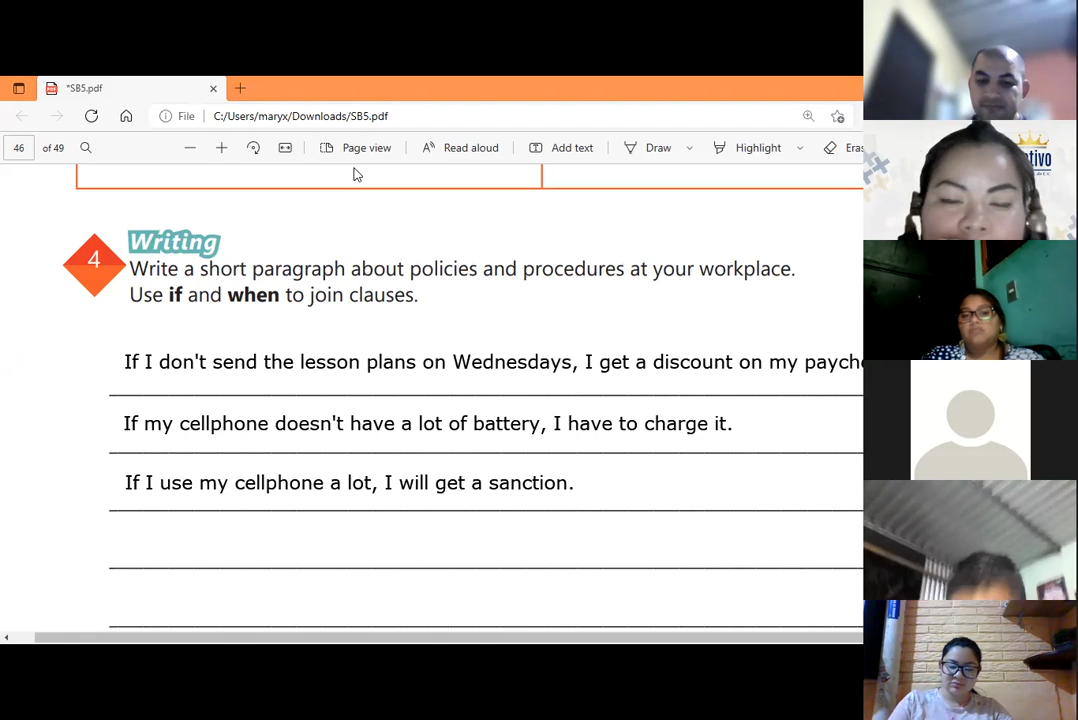 *SB5.pdf
File C:/Users/maryx/Downloads/SB5.pdf
46 of 49 Page view Read aloud Add text Draw Highlight
4 Writing
Write a short paragraph about policies and procedures at your workplace.
Use if and when to join clauses.
If I don't send the lesson plans on Wednesdays, I get a discount on my
If my cellphone doesn't have a lot of battery, I have to charge it.
If I use my cellphone a lot, I will get a sanction.